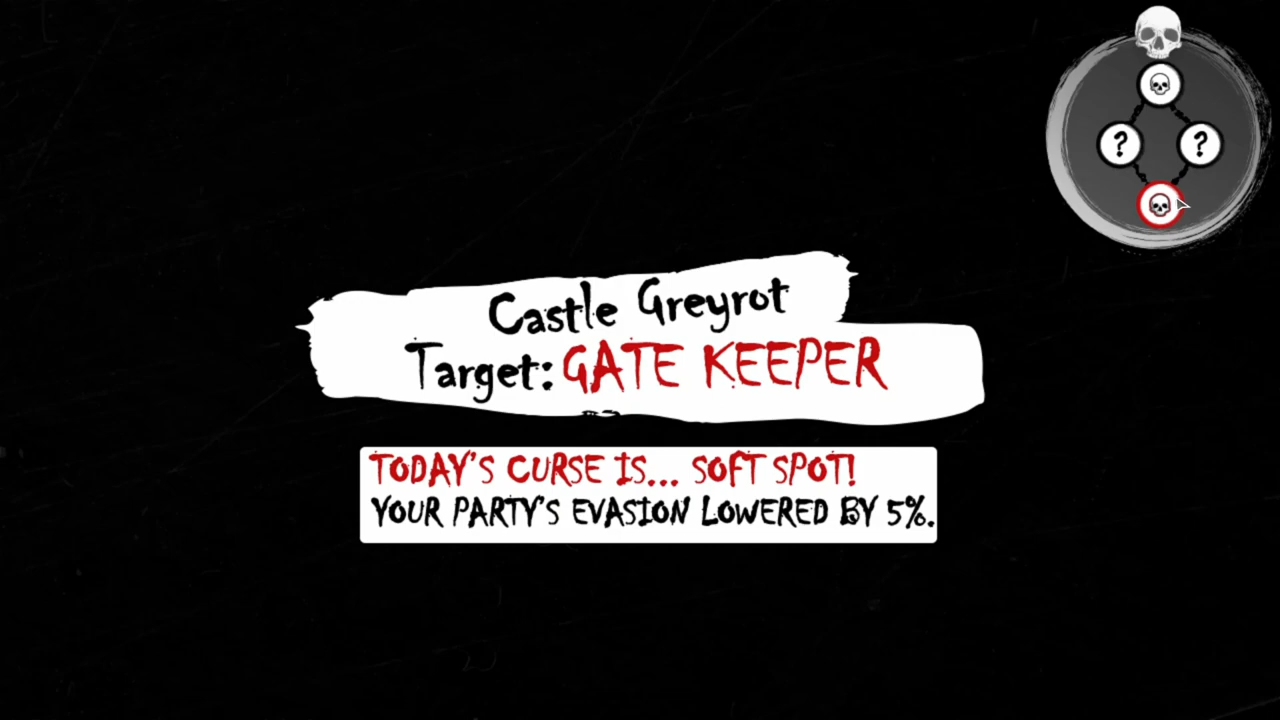 ?
?
Castle Greyrot
Target: GATE KEEPER
TODAY'S CURSE IS... SOFT SPOT!
YOUR PARTY'S EVASION LOWERED BY 5%.